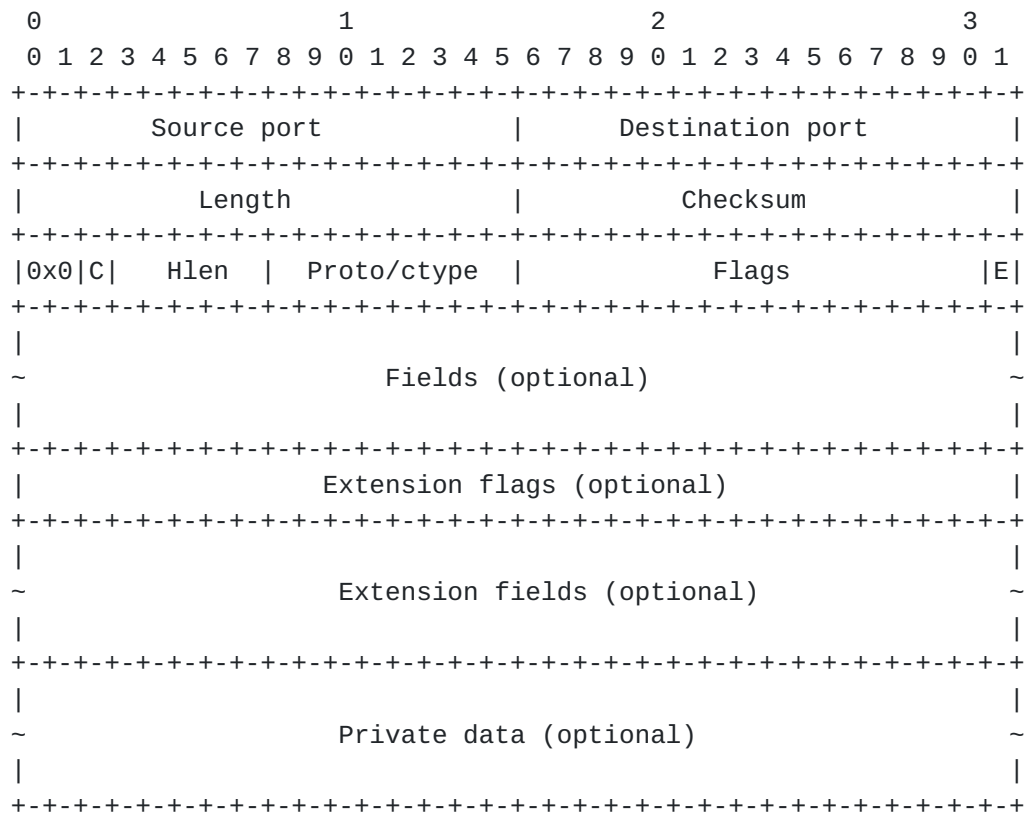 0                   1                   2                   3
 0 1 2 3 4 5 6 7 8 9 0 1 2 3 4 5 6 7 8 9 0 1 2 3 4 5 6 7 8 9 0 1
+-+-+-+-+-+-+-+-+-+-+-+-+-+-+-+-+-+-+-+-+-+-+-+-+-+-+-+-+-+-+-+-+
|        Source port            |      Destination port         |
+-+-+-+-+-+-+-+-+-+-+-+-+-+-+-+-+-+-+-+-+-+-+-+-+-+-+-+-+-+-+-+-+
|           Length              |          Checksum             |
+-+-+-+-+-+-+-+-+-+-+-+-+-+-+-+-+-+-+-+-+-+-+-+-+-+-+-+-+-+-+-+-+
|0x0|C|   Hlen  |  Proto/ctype  |            Flags            |E|
+-+-+-+-+-+-+-+-+-+-+-+-+-+-+-+-+-+-+-+-+-+-+-+-+-+-+-+-+-+-+-+-+
|                                                               |
~                       Fields (optional)                       ~
|                                                               |
+-+-+-+-+-+-+-+-+-+-+-+-+-+-+-+-+-+-+-+-+-+-+-+-+-+-+-+-+-+-+-+-+
|                   Extension flags (optional)                  |
+-+-+-+-+-+-+-+-+-+-+-+-+-+-+-+-+-+-+-+-+-+-+-+-+-+-+-+-+-+-+-+-+
|                                                               |
~                    Extension fields (optional)                ~
|                                                               |
+-+-+-+-+-+-+-+-+-+-+-+-+-+-+-+-+-+-+-+-+-+-+-+-+-+-+-+-+-+-+-+-+
|                                                               |
~                    Private data (optional)                    ~
|                                                               |
+-+-+-+-+-+-+-+-+-+-+-+-+-+-+-+-+-+-+-+-+-+-+-+-+-+-+-+-+-+-+-+-+